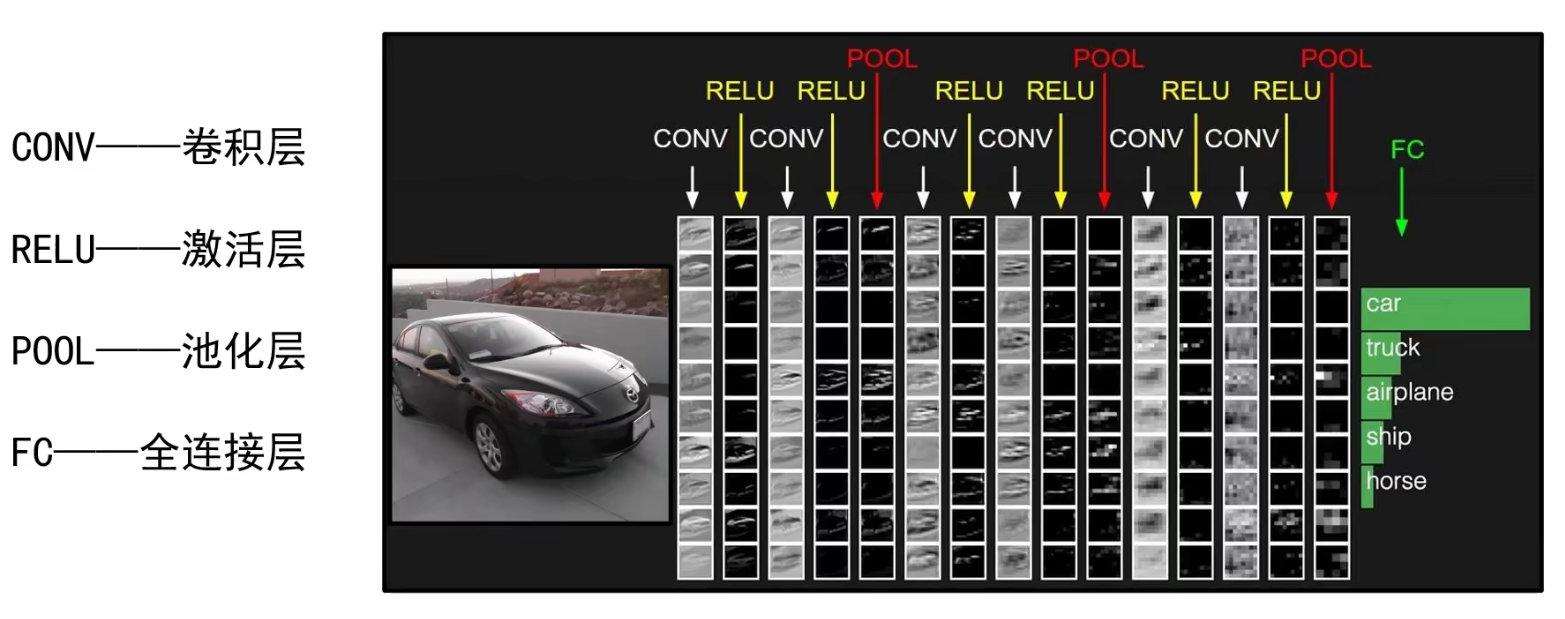 CONV——卷积层
RELU——激活层
POOL——池化层
FC——全连接层
POOL POOL POOL
RELU RELU RELU RELU RELU RELU
CONV CONV CONV CONV CONV CONV
FC
car
truck
airplane
ship
horse